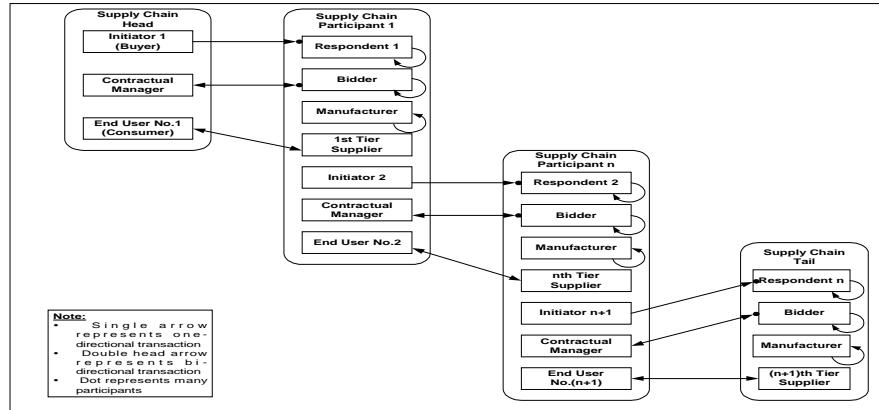 Supply Chain
Head
Initiator 1
(Buyer)
Contractual
Manager
End User No.1
(Consumer)
Supply Chain
Participant 1
Respondent 1
Bidder
Manufacturer
1st Tier
Supplier
Initiator 2
Contractual
Manager
End User No.2
Supply Chain
Participant n
Respondent 2
Bidder
Manufacturer
nth Tier
Supplier
Initiator n+1
Contractual
Manager
End User
No.(n+1)
Supply Chain
Tail
Respondent n
Bidder
Manufacturer
(n+1)th Tier
Supplier
Note:
• Single arrow
represents one-
directional transaction
• Double head arrow
represents bi-
directional transaction
• Dot represents many
participants